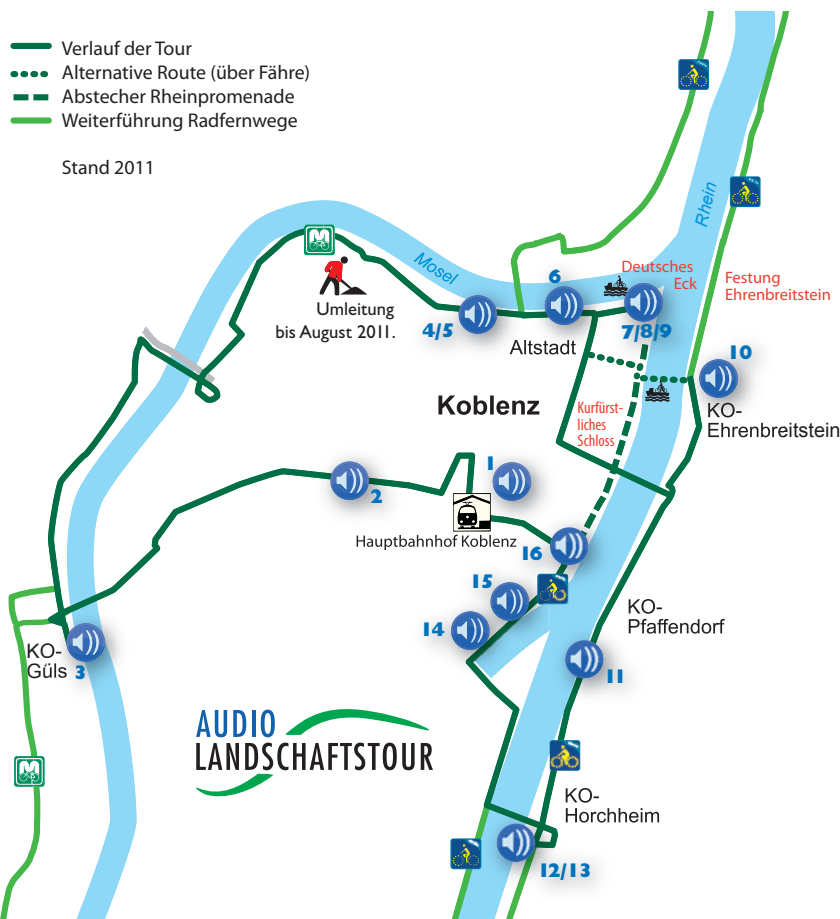 Verlauf der Tour
Alternative Route (über Fähre)
Abstecher Rheinpromenade
Weiterführung Radfernwege
Stand 2011
Rhein
Mosel
M
Umleitung
bis August 2011.
4/5
6
Deutsches
Eck
7/8/9
Festung
Ehrenbreitstein
Altstadt
10
KO-
Ehrenbreitstein
Koblenz
Kurfürst-
liches
Schloss
1
2
Hauptbahnhof Koblenz
16
15
14
KO-
Pfaffendorf
11
KO-
Güls
3
M
AUDIO
LANDSCHAFTSTOUR
KO-
Horchheim
12/13